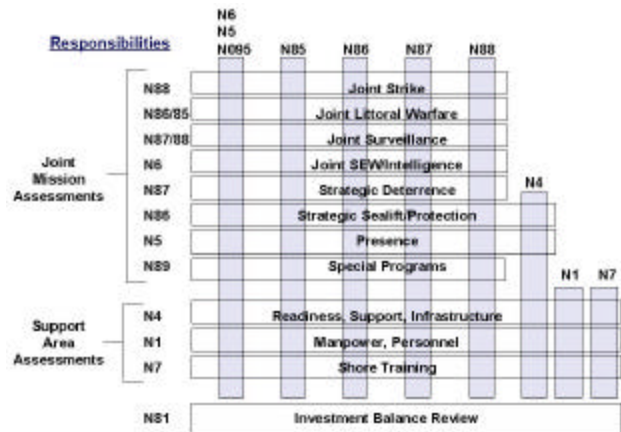 N6
N5
Responsibilities
N095 N85 N86 N87 N88
N88 Joint Strike
N86/85 Joint Littoral Warfare
N87/88 Joint Surveillance
Joint
Mission
Assessments
N6 Joint SEW/Intelligence
N87 Strategic Deterrence
N4
N86 Strategic Sealift/Protection
N5 Presence
N89 Special Programs
N1 N7
Support
Area
Assessments
N4 Readiness, Support, Infrastructure
N1 Manpower, Personnel
N7 Shore Training
N81 Investment Balance Review